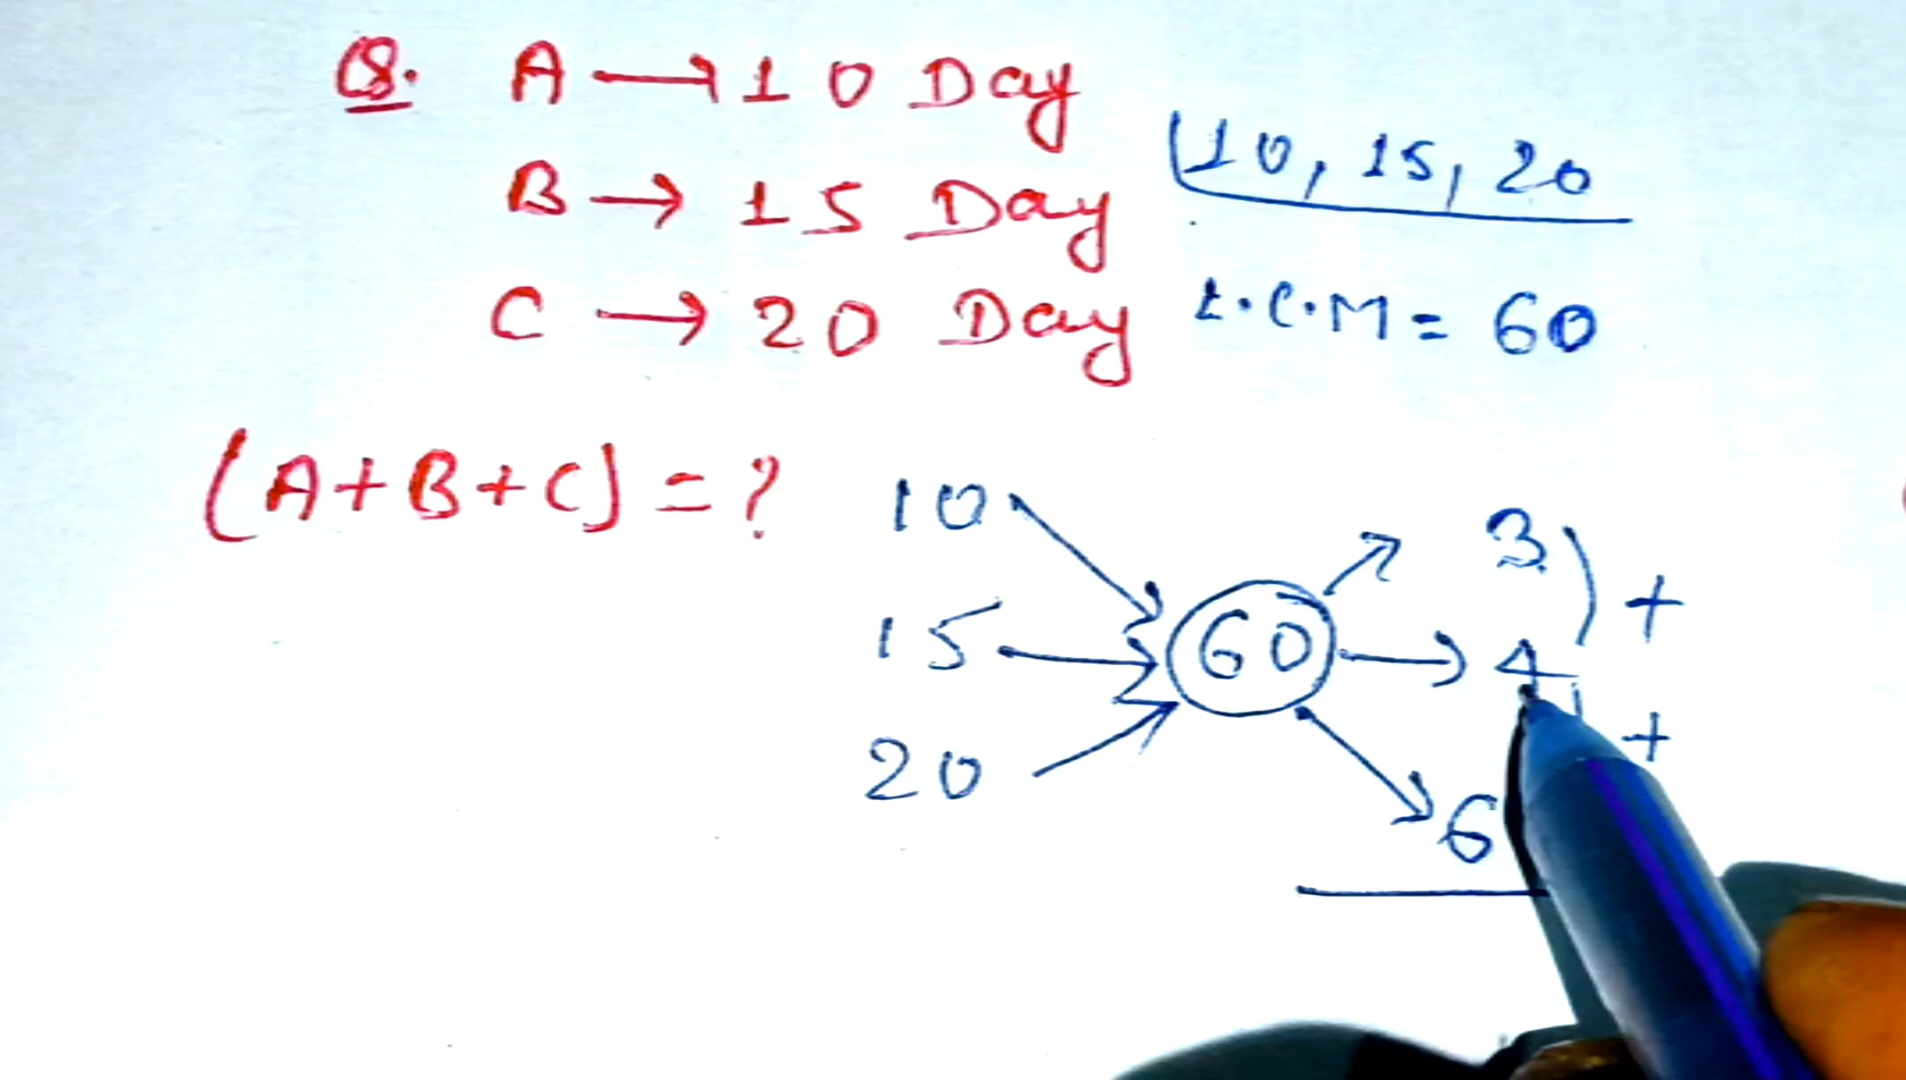 Q. A → 10 Day
B → 15 Day
C → 20 Day
(A+B+C) = ?
10, 15, 20
L.C.M = 60
10
15
20
60
3
4
6
+
+